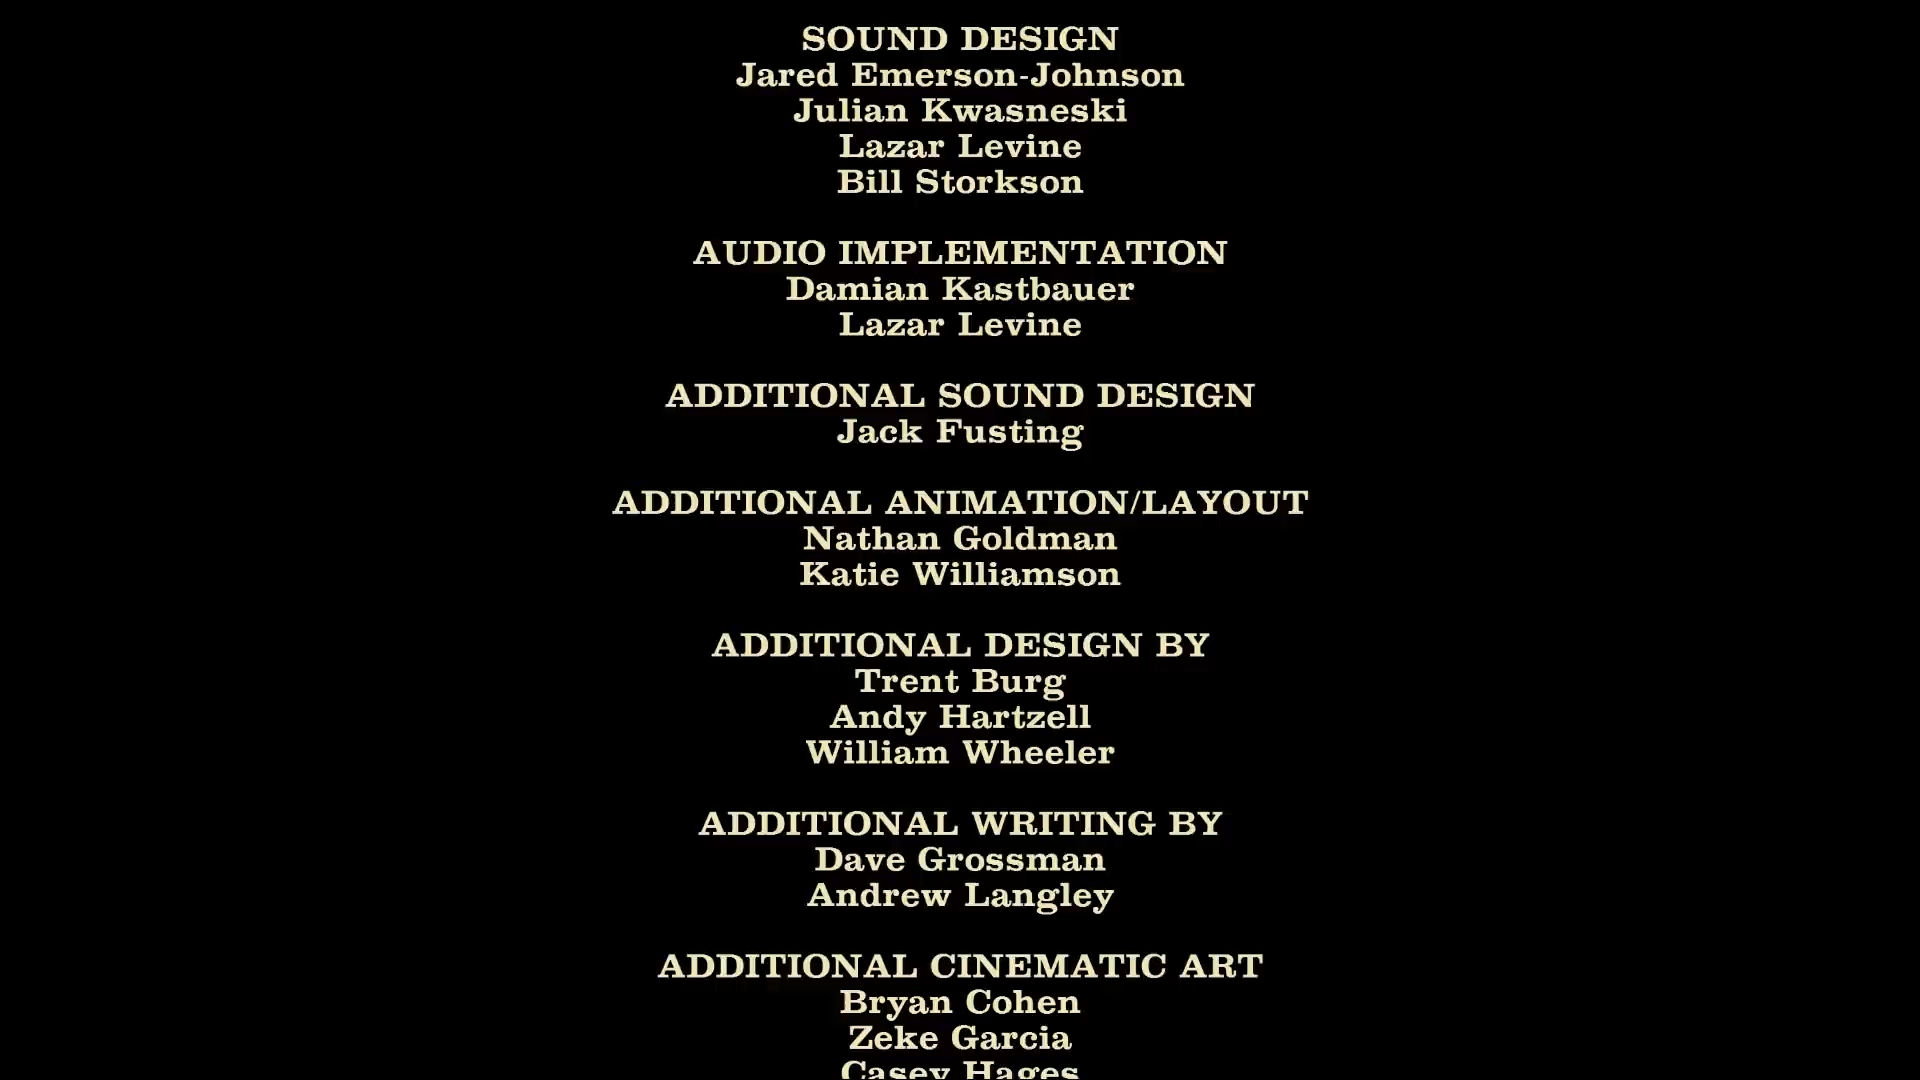 SOUND DESIGN
Jared Emerson-Johnson
Julian Kwasneski
Lazar Levine
Bill Storkson
AUDIO IMPLEMENTATION
Damian Kastbauer
Lazar Levine
ADDITIONAL SOUND DESIGN
Jack Fusting
ADDITIONAL ANIMATION/LAYOUT
Nathan Goldman
Katie Williamson
ADDITIONAL DESIGN BY
Trent Burg
Andy Hartzell
William Wheeler
ADDITIONAL WRITING BY
Dave Grossman
Andrew Langley
ADDITIONAL CINEMATIC ART
Bryan Cohen
Zeke Garcia
Casey Hages